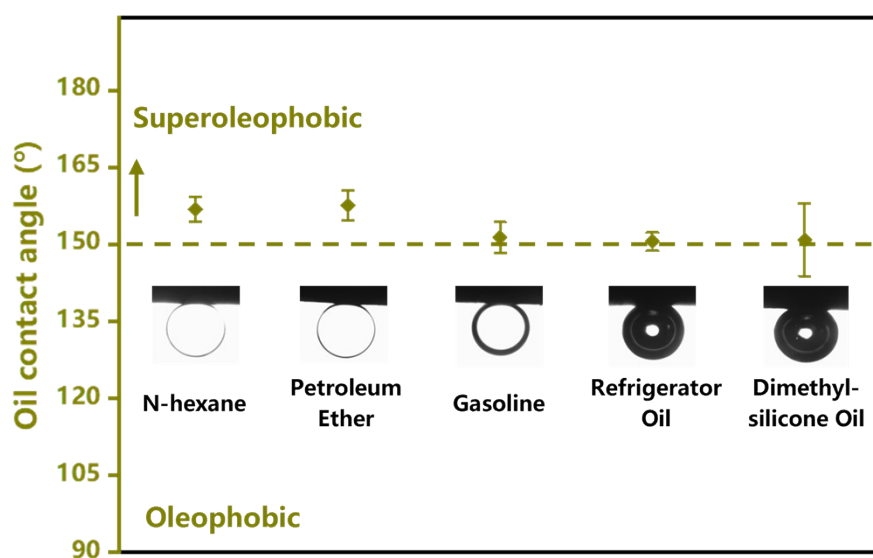 Oil contact angle (°)
180
165
150
135
120
105
90
Superoleophobic
N-hexane
Petroleum
Ether
Gasoline
Refrigerator
Oil
Dimethyl-
silicone Oil
Oleophobic